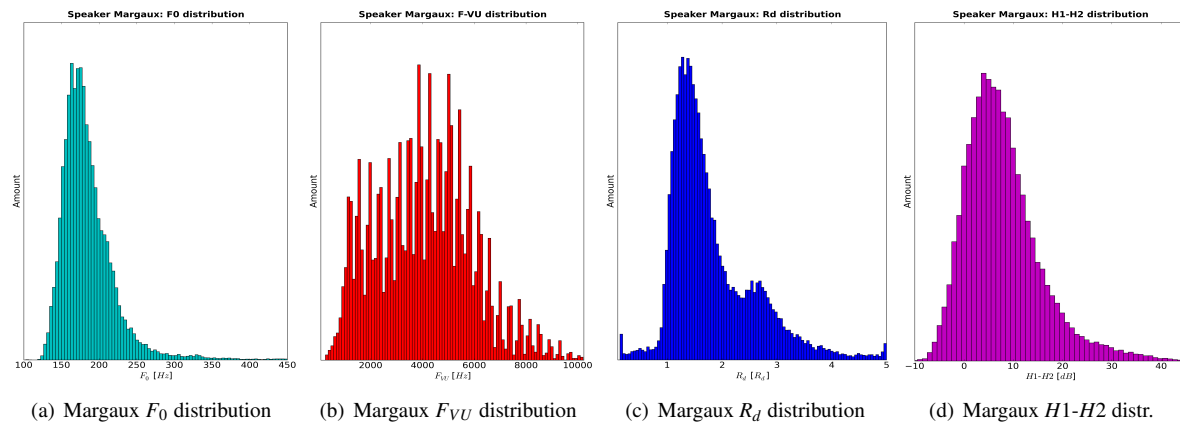 Speaker Margaux: F0 distribution
Amount
100 150 200 250 300 350 400 450
F0 [Hz]
(a) Margaux F0 distribution
Speaker Margaux: F-VU distribution
Amount
2000 4000 6000 8000 10000
FVU [Hz]
(b) Margaux FVU distribution
Speaker Margaux: Rd distribution
Amount
1 2 3 4 5
Rd [Rd]
(c) Margaux Rd distribution
Speaker Margaux: H1-H2 distribution
Amount
−10 0 10 20 30 40
H1-H2 [dB]
(d) Margaux H1-H2 distr.